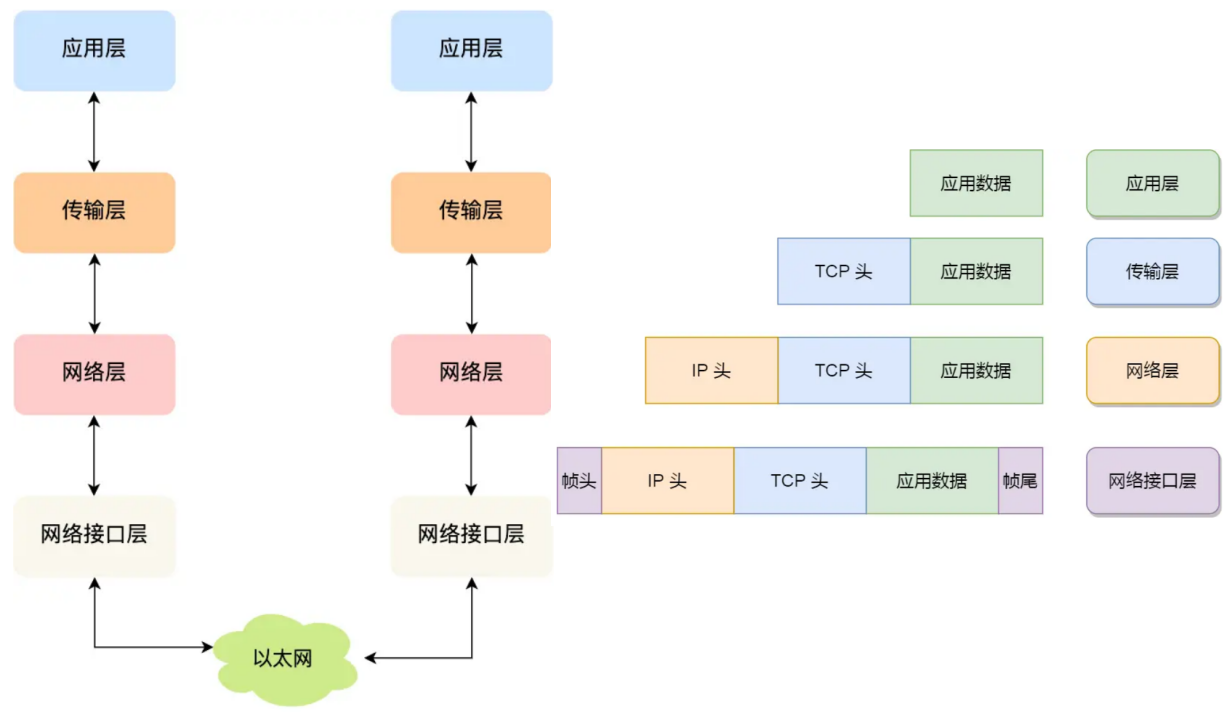 应用层
应用层
传输层
传输层
网络层
网络层
网络接口层
网络接口层
以太网
应用数据
应用层
TCP 头
应用数据
传输层
IP 头
TCP 头
应用数据
网络层
帧头
IP 头
TCP 头
应用数据
帧尾
网络接口层